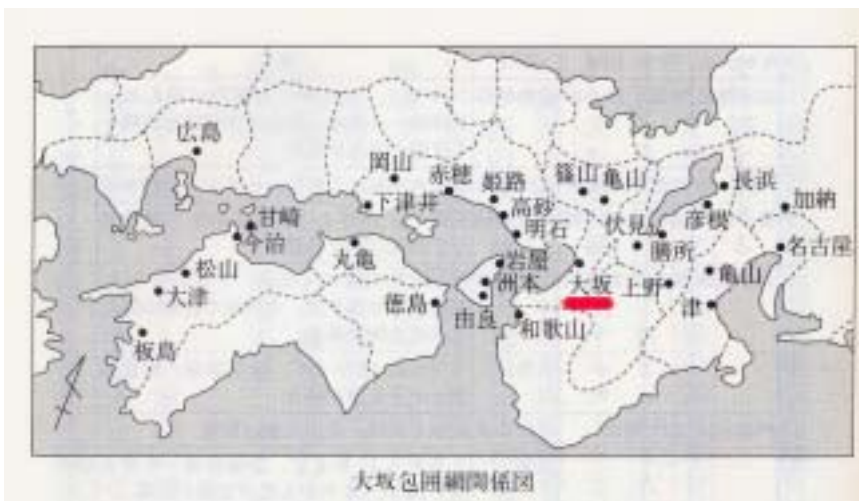 広島
岡山
赤穂
姫路
篠山
亀山
長浜
加納
甘崎
今治
下津井
高砂
明石
伏見
膳所
彦根
名古屋
松山
大津
丸亀
岩屋
洲本
由良
大坂
上野
亀山
津
板島
徳島
和歌山
大坂包囲網関係図